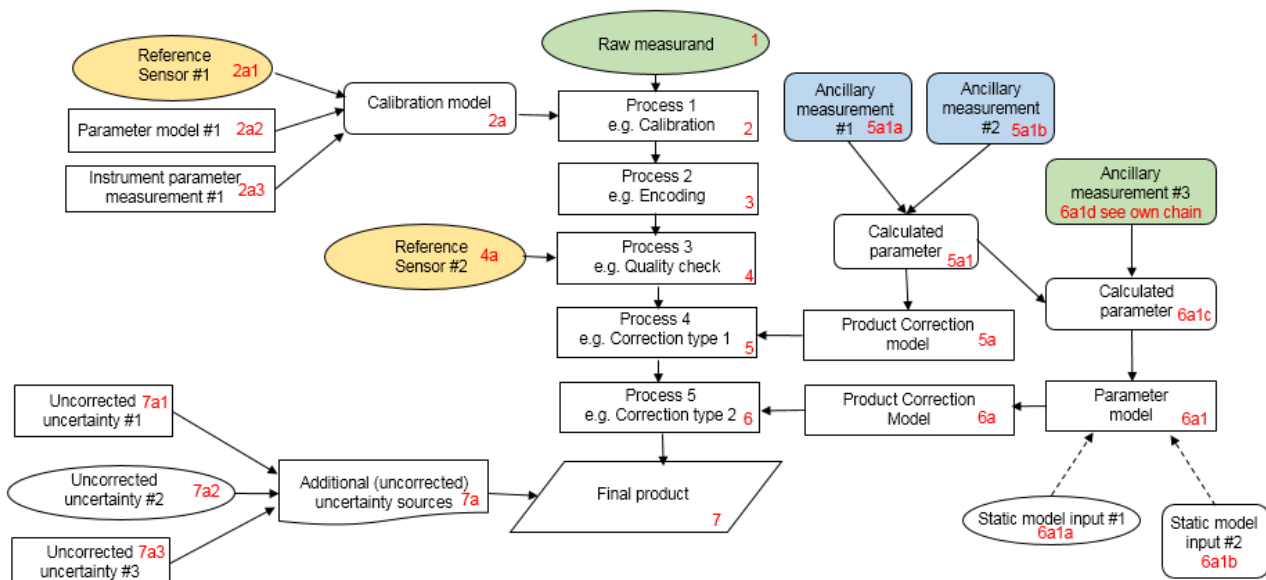 Raw measurand 1
Reference
Sensor #1 2a1
Parameter model #1 2a2
Instrument parameter
measurement #1 2a3
Calibration model
2a
Process 1
e.g. Calibration 2
Process 2
e.g. Encoding 3
Reference
Sensor #2 4a
Process 3
e.g. Quality check 4
Process 4
e.g. Correction type 1 5
Process 5
e.g. Correction type 2 6
Ancillary
measurement
#1 5a1a
Ancillary
measurement
#2 5a1b
Ancillary
measurement #3
6a1d see own chain
Calculated
parameter 5a1
Calculated
parameter 6a1c
Product Correction
model 5a
Product Correction
Model 6a
Parameter
model 6a1
Static model input #1
6a1a
Static model
input #2
6a1b
Uncorrected 7a1
uncertainty #1
Uncorrected
uncertainty #2 7a2
Uncorrected 7a3
uncertainty #3
Additional (uncorrected)
uncertainty sources 7a
Final product
7